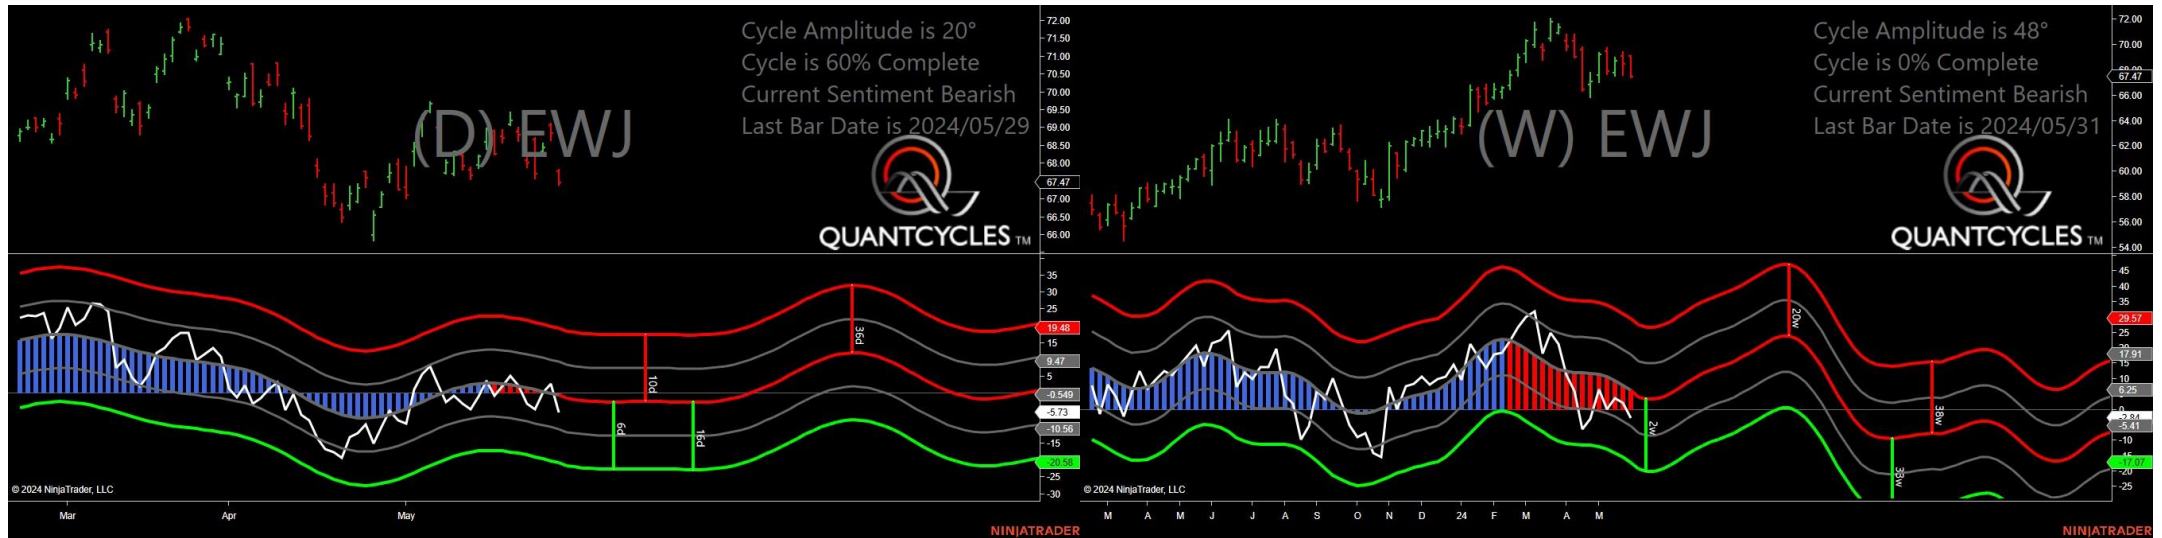 Cycle Amplitude is 20°
Cycle is 60% Complete
Current Sentiment Bearish
Last Bar Date is 2024/05/29
(D) EWJ
QUANTCYCLES TM
72.00
71.50
71.00
70.50
70.00
69.50
69.00
68.50
68.00
67.47
67.00
66.50
66.00
35
30
25
19.48
15
9.47
5
-0.549
-5.73
-10.56
-15
-20.58
-25
-30
10d
36d
6d
16d
© 2024 NinjaTrader, LLC
Mar Apr May
NINJATRADER
Cycle Amplitude is 48°
Cycle is 0% Complete
Current Sentiment Bearish
Last Bar Date is 2024/05/31
(W) EWJ
QUANTCYCLES TM
72.00
70.00
67.47
66.00
64.00
62.00
60.00
58.00
56.00
54.00
45
40
35
29.57
25
17.91
15
6.25
0
-2.84
-5.41
-10
-17.07
-20
-25
20w
38w
2w
33w
© 2024 NinjaTrader, LLC
M A M J J A S O N D 24 F M A M
NINJATRADER